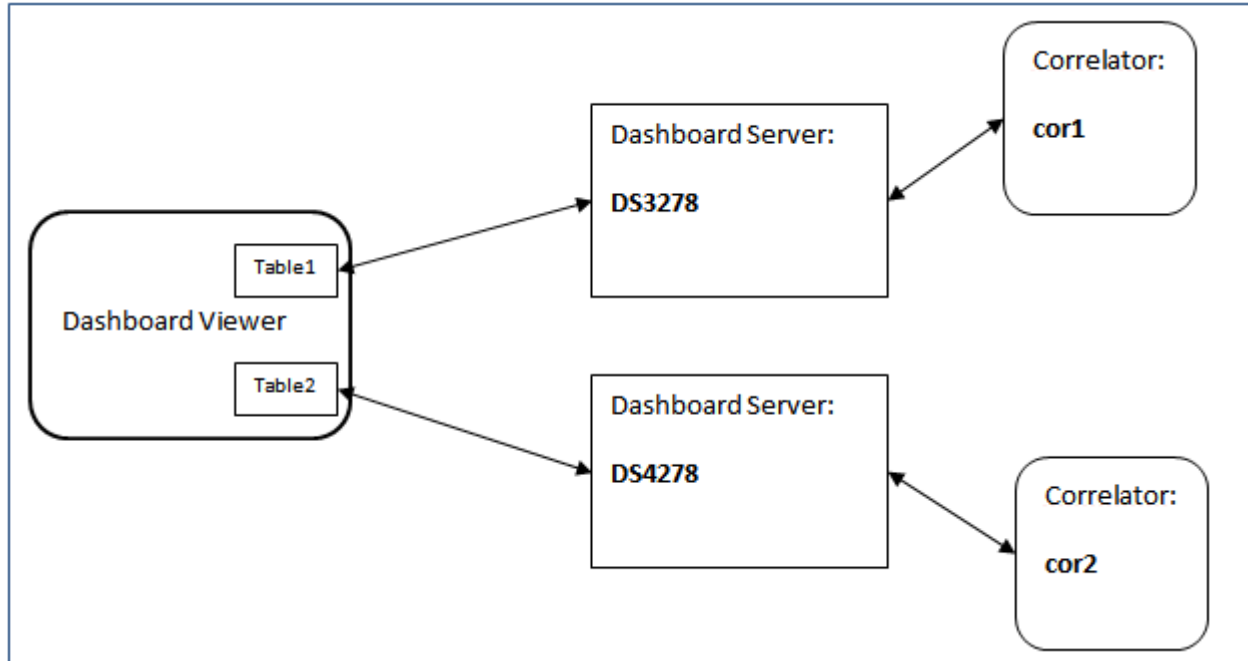 Correlator:
cor1
Dashboard Server:
DS3278
Table1
Dashboard Viewer
Table2
Dashboard Server:
DS4278
Correlator:
cor2